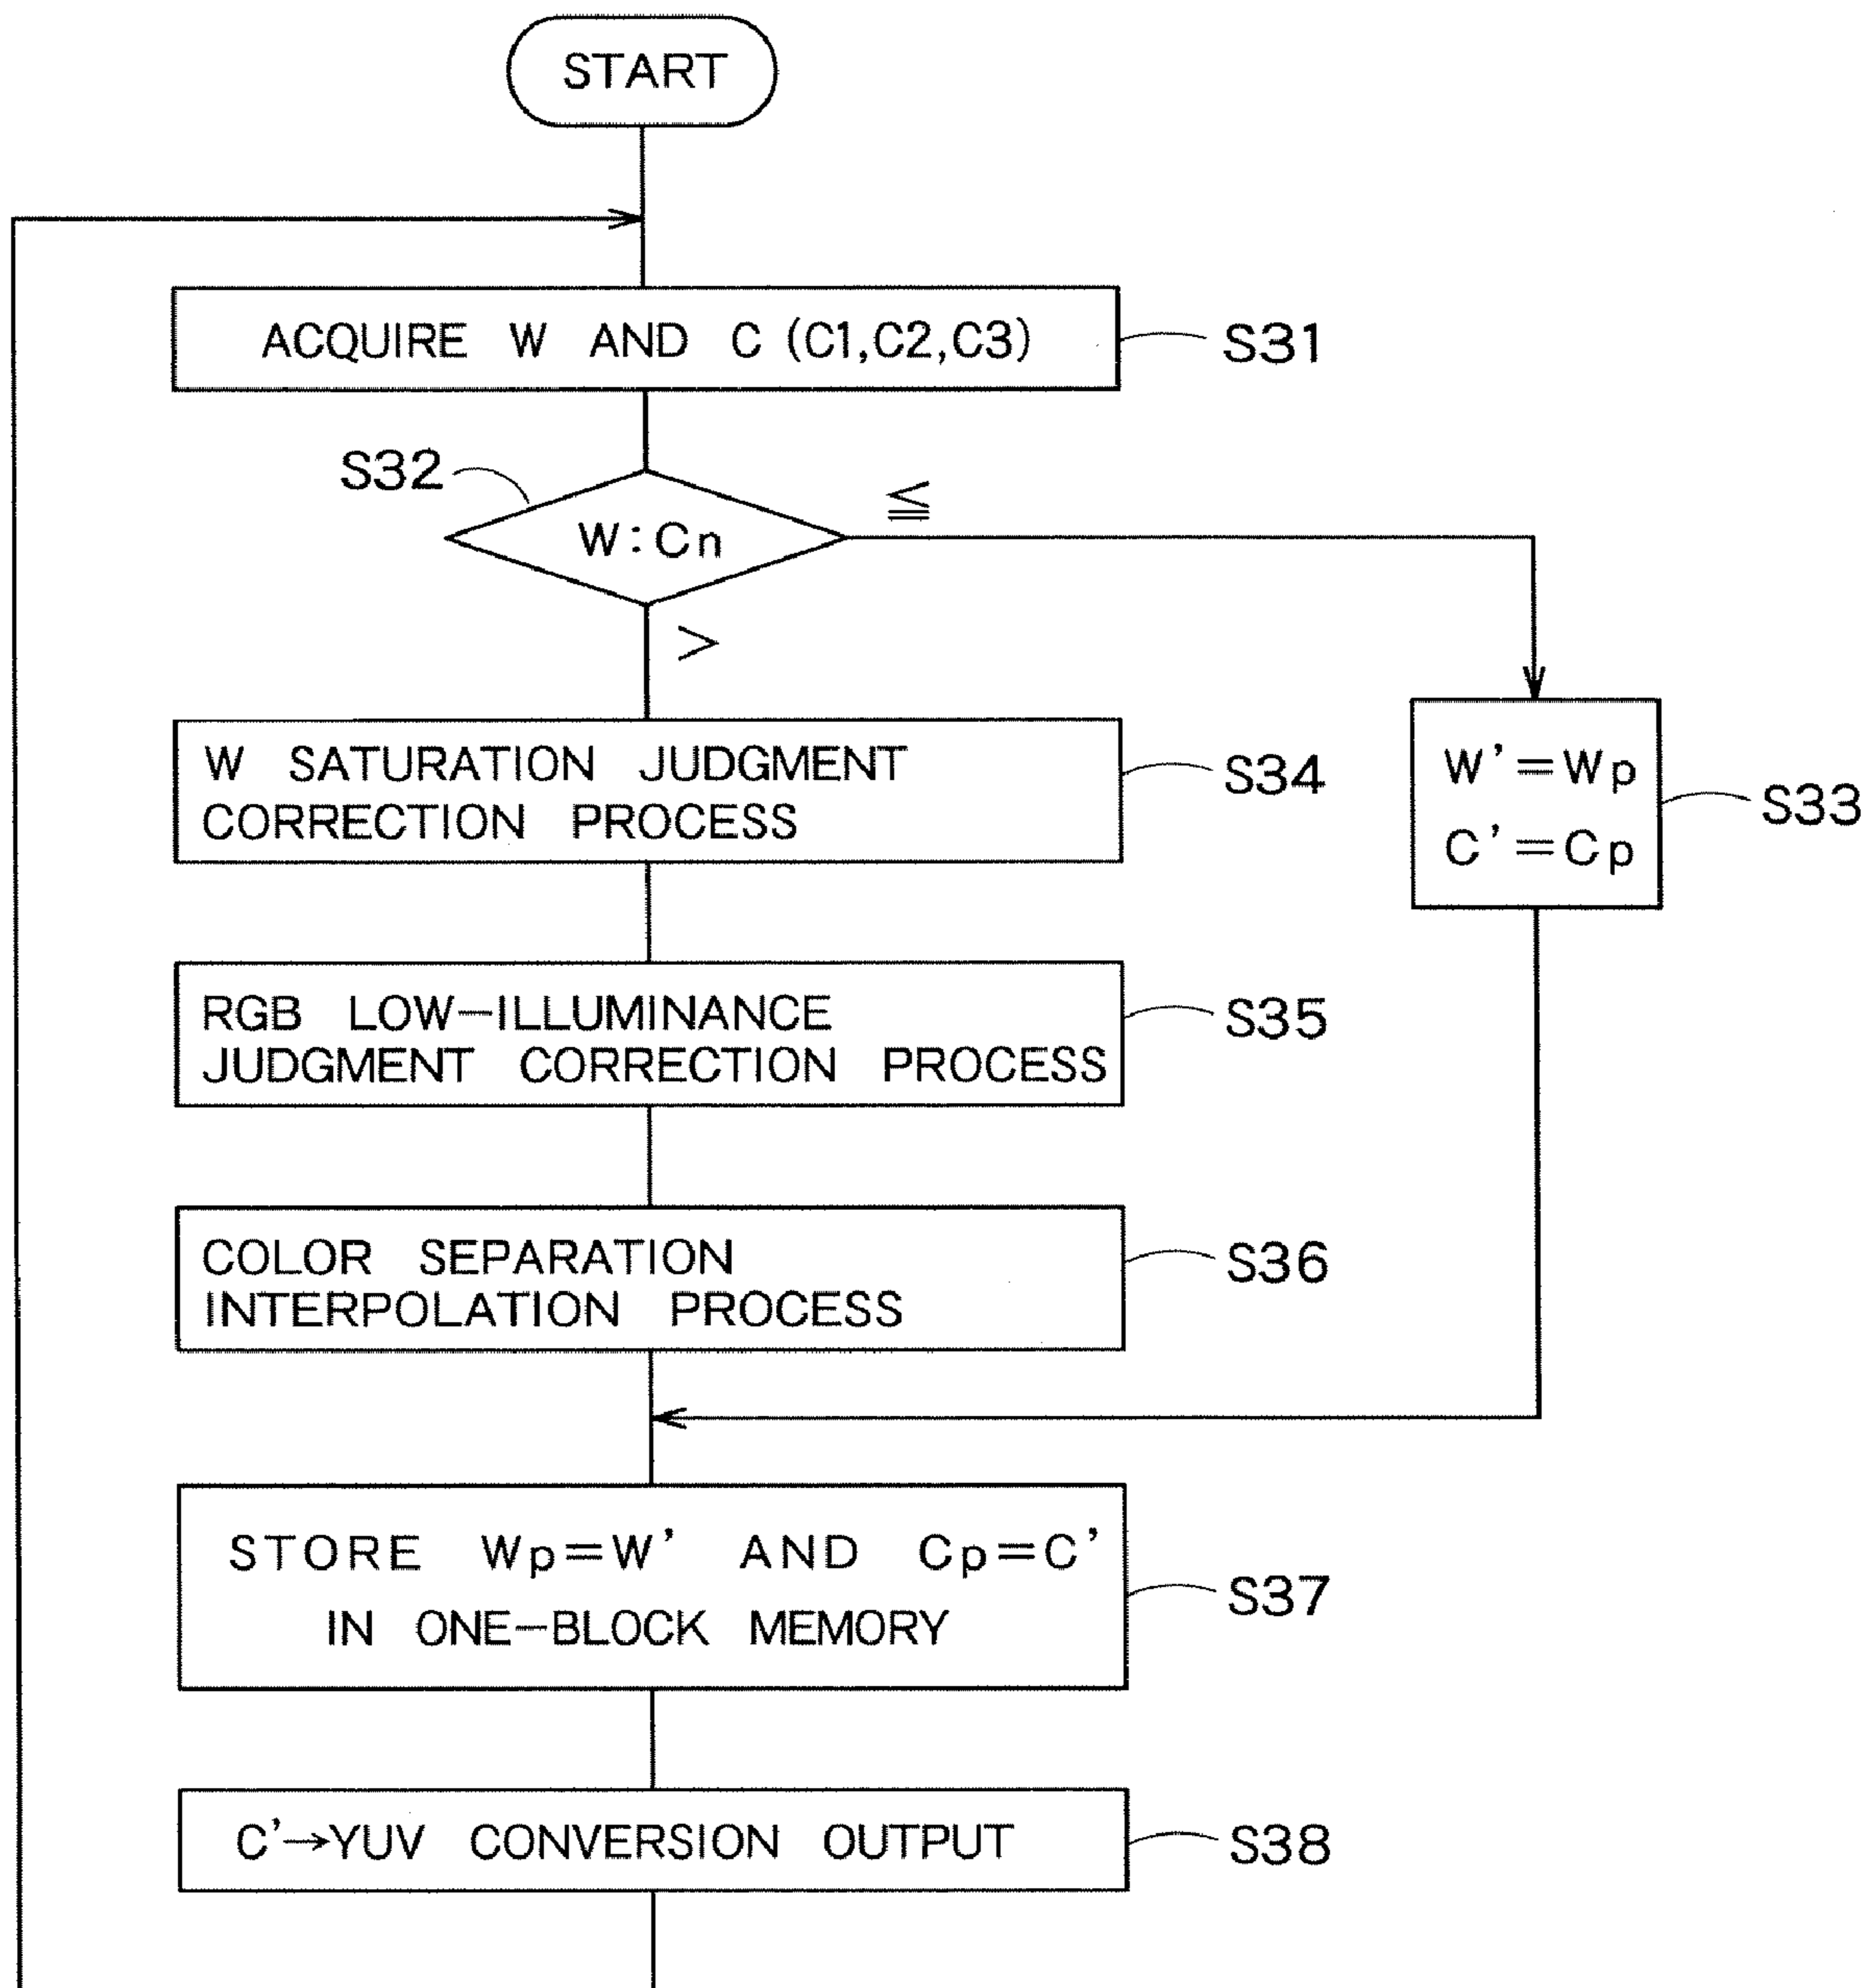 START
ACQUIRE W AND C (C1,C2,C3)
S31
S32
W:Cn
≦
>
W SATURATION JUDGMENT
CORRECTION PROCESS
S34
W'=Wp
C'=Cp
S33
RGB LOW-ILLUMINANCE
JUDGMENT CORRECTION PROCESS
S35
COLOR SEPARATION
INTERPOLATION PROCESS
S36
STORE Wp=W' AND Cp=C'
IN ONE-BLOCK MEMORY
S37
C'→YUV CONVERSION OUTPUT
S38